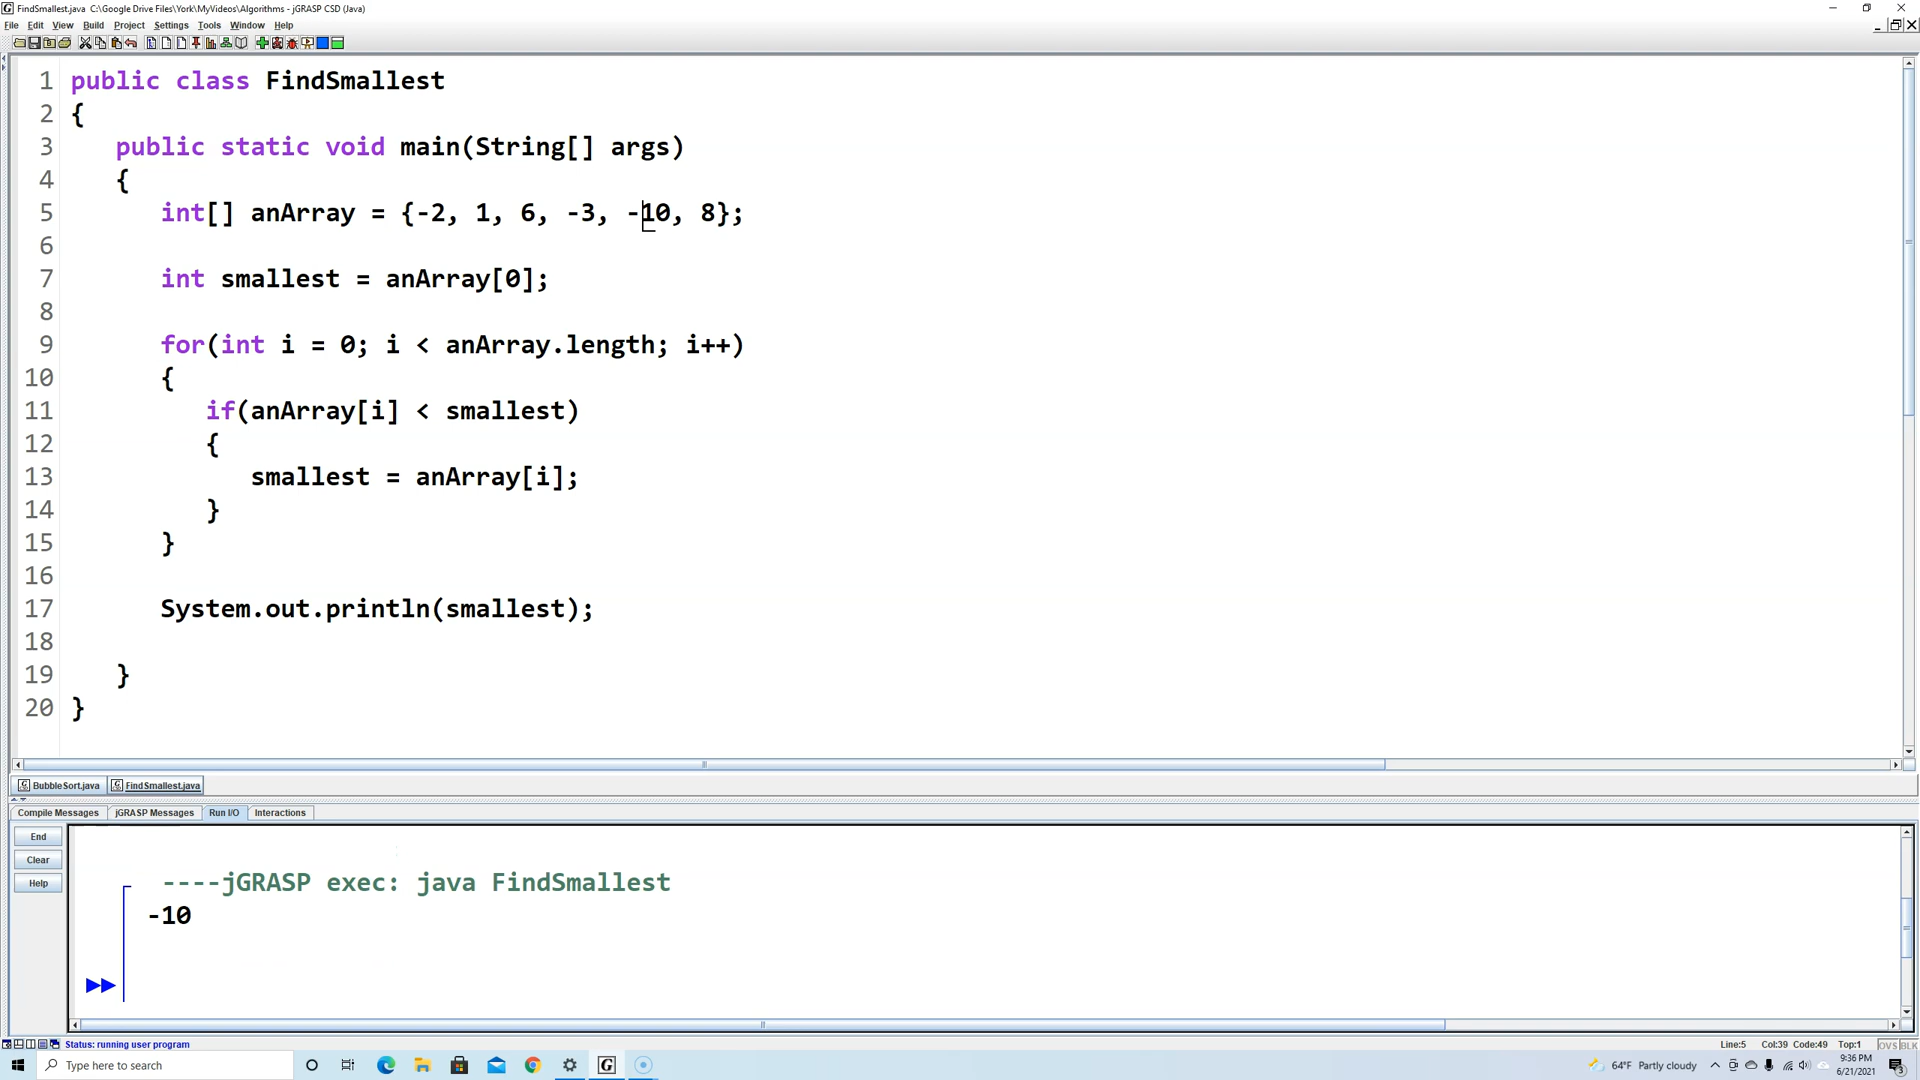 FindSmallest.java C:\Google Drive Files\York\MyVideos\Algorithms - jGRASP CSD (Java)
File Edit View Build Project Settings Tools Window Help
1 public class FindSmallest
2 {
3 public static void main(String[] args)
4 {
5 int[] anArray = {-2, 1, 6, -3, -10, 8};
6
7 int smallest = anArray[0];
8
9 for(int i = 0; i < anArray.length; i++)
10 {
11 if(anArray[i] < smallest)
12 {
13 smallest = anArray[i];
14 }
15 }
16
17 System.out.println(smallest);
18
19 }
20 }
BubbleSort.java FindSmallest.java
Compile Messages jGRASP Messages Run I/O Interactions
End
Clear
Help
----jGRASP exec: java FindSmallest
-10
Status: running user program Line:5 Col:39 Code:49 Top:1 OVS BLK
Type here to search 64°F Partly cloudy 9:36 PM
6/21/2021 3